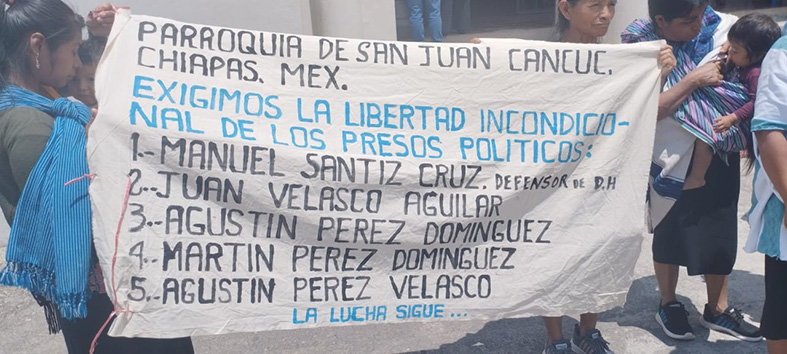 PARROQUIA DE SAN JUAN CANCUC.
CHIAPAS. MEX.
EXIGIMOS LA LIBERTAD INCONDICIO-
NAL DE LOS PRESOS POLITICOS:
1.-MANUEL SANTIZ CRUZ. DEFENSOR DE D.H
2.-JUAN VELASCO AGUILAR
3.-AGUSTIN PEREZ DOMINGUEZ
4.-MARTIN PEREZ DOMINGUEZ
5.-AGUSTIN PEREZ VELASCO
LA LUCHA SIGUE...